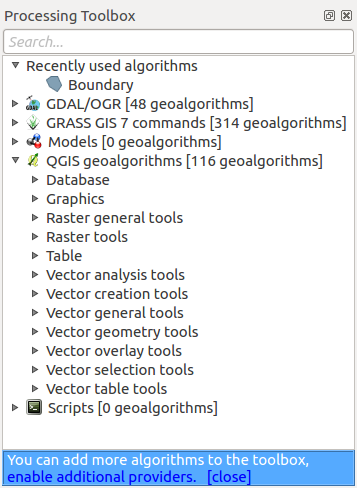 Processing Toolbox
Search...
Recently used algorithms
Boundary
GDAL/OGR [48 geoalgorithms]
GRASS GIS 7 commands [314 geoalgorithms]
Models [0 geoalgorithms]
QGIS geoalgorithms [116 geoalgorithms]
Database
Graphics
Raster general tools
Raster tools
Table
Vector analysis tools
Vector creation tools
Vector general tools
Vector geometry tools
Vector overlay tools
Vector selection tools
Vector table tools
Scripts [0 geoalgorithms]
You can add more algorithms to the toolbox,
enable additional providers. [close]